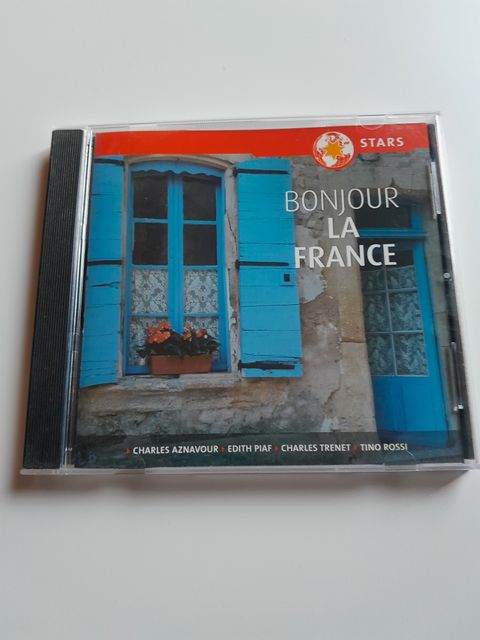 STARS
BONJOUR
LA
FRANCE
› CHARLES AZNAVOUR › EDITH PIAF › CHARLES TRENET › TINO ROSSI